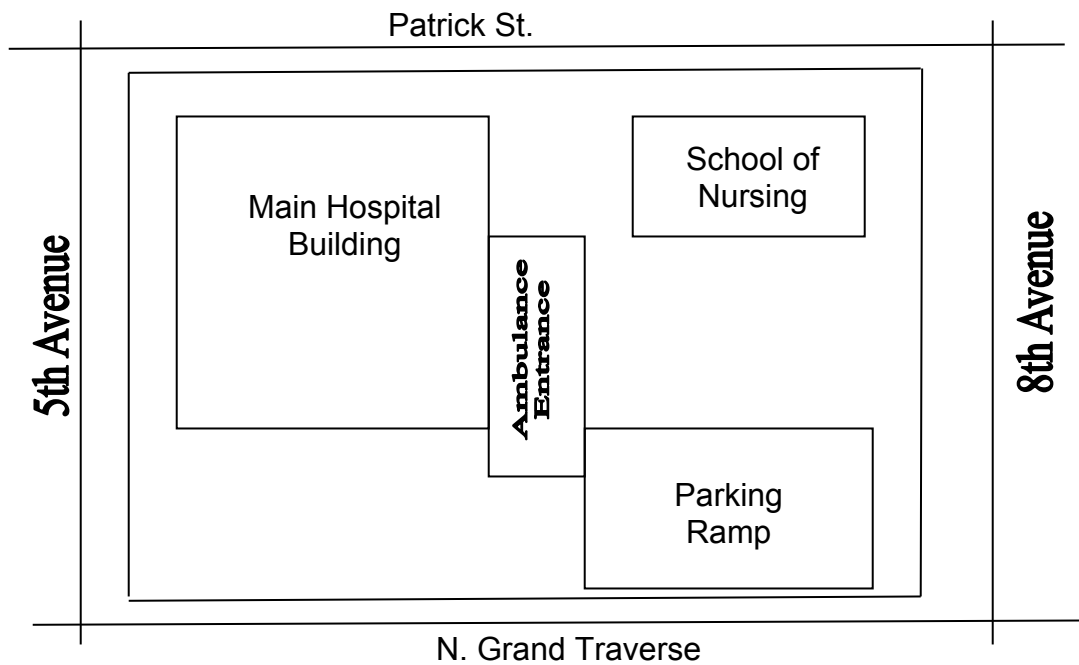 Patrick St.
School of
Nursing
Main Hospital
Building
5th Avenue
Ambulance
Entrance
8th Avenue
Parking
Ramp
N. Grand Traverse